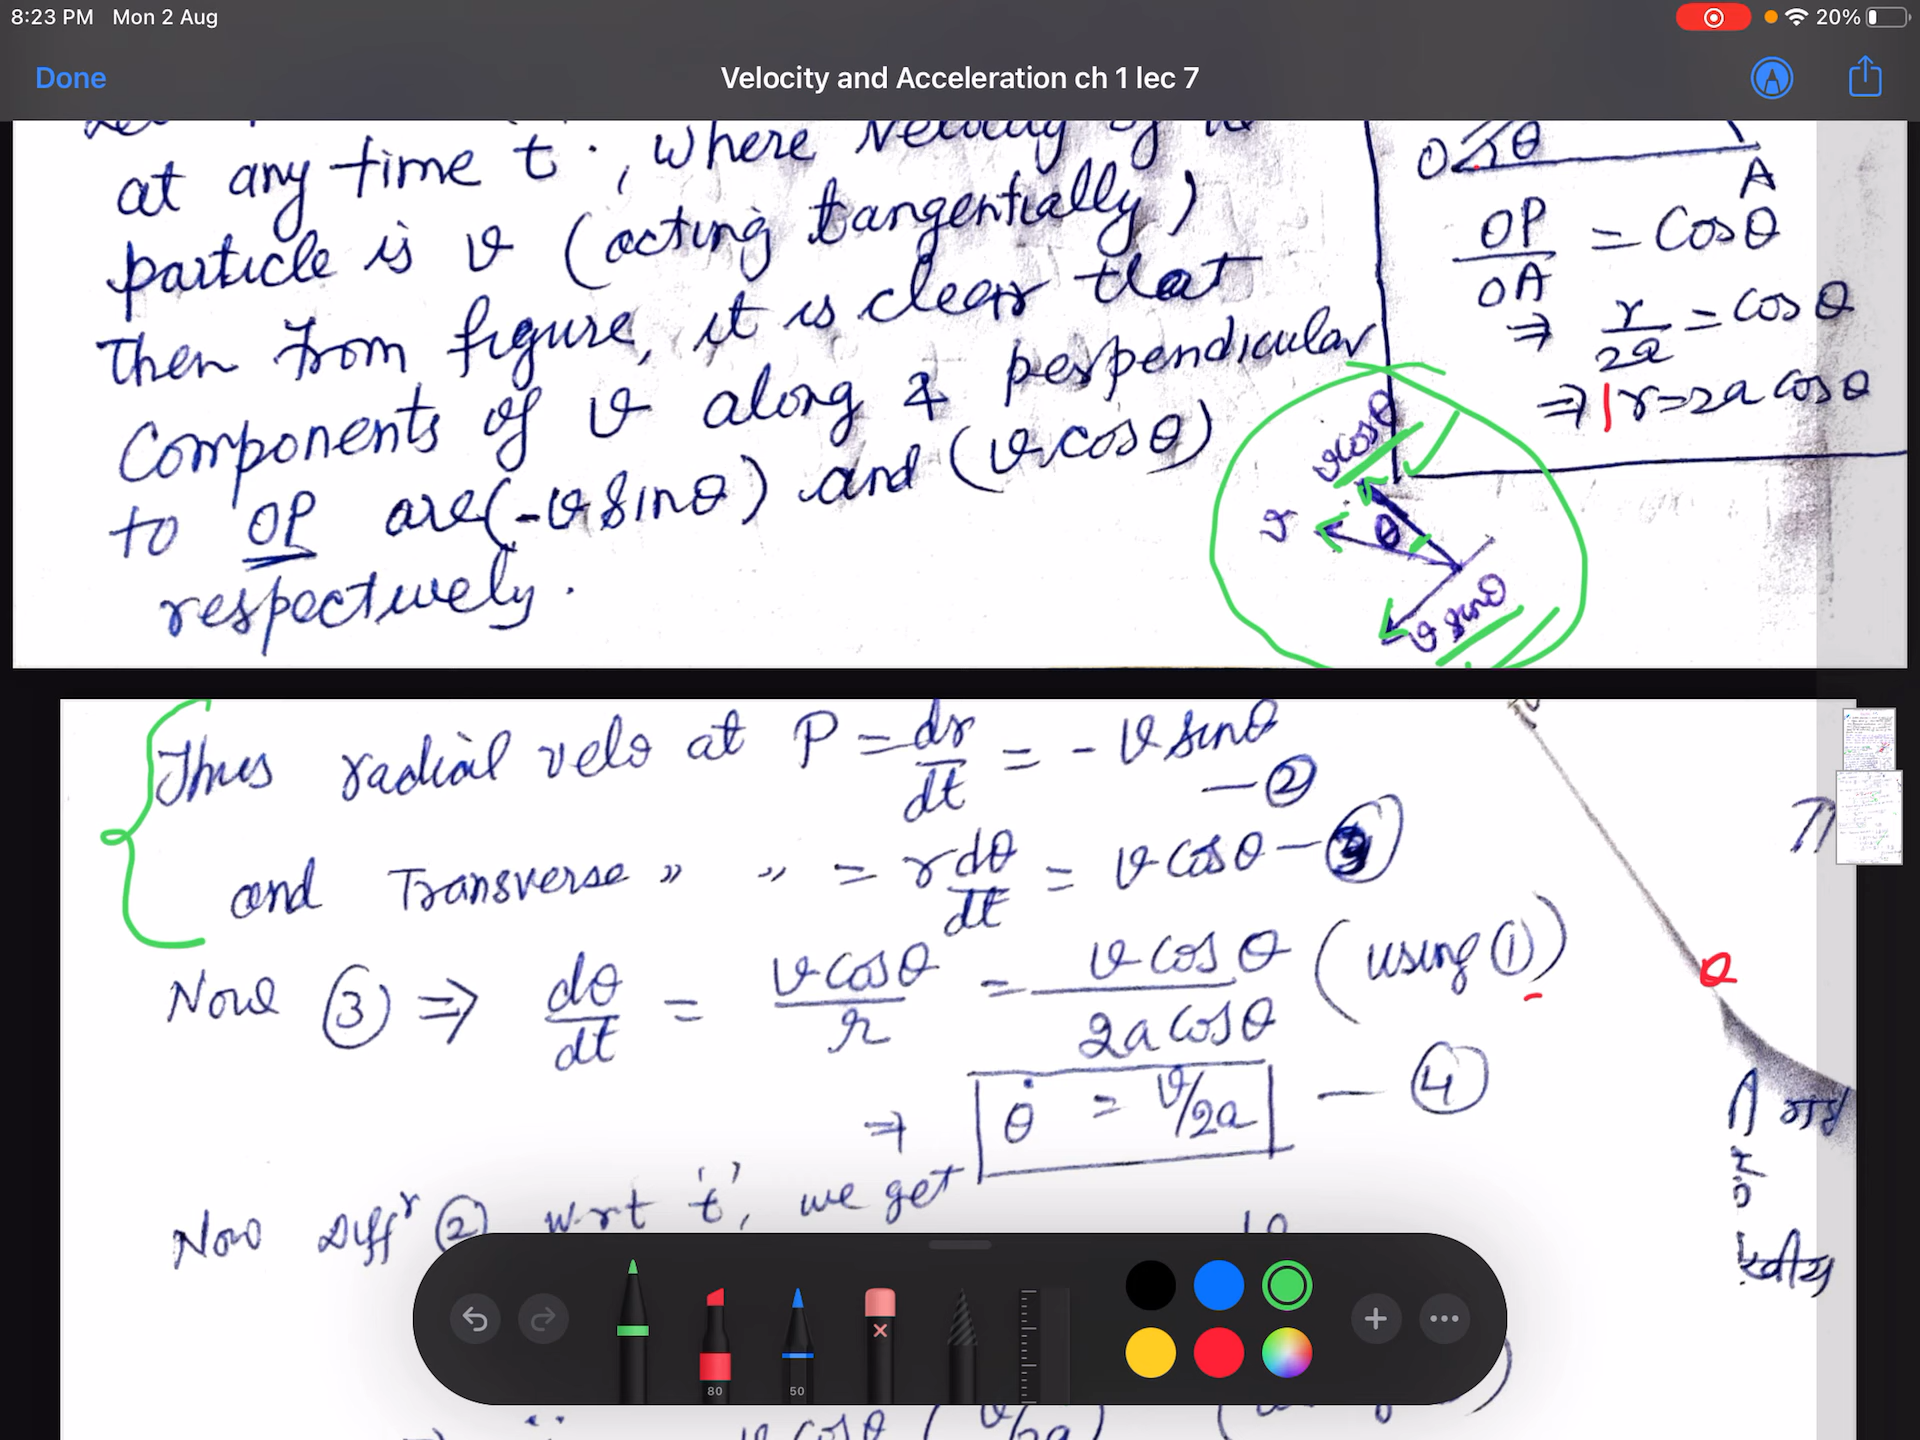 8:23 PM Mon 2 Aug
20%
Done
Velocity and Acceleration ch 1 lec 7
at any time t., where velocity of
particle is v (acting tangentially)
Then from figure, it is clear that
Components of v along & perpendicular
to OP are (-v sinθ) and (v cosθ)
respectively.
O θ
A
OP/OA = Cosθ
⇒ r/2a = cosθ
⇒ r=2a cosθ
v cosθ
v
θ
v sinθ
Thus radial velo at P = dr/dt = - v sinθ
— ②
and Transverse " " = r dθ/dt = v cosθ — ③
Now ③ ⇒ dθ/dt = v cosθ/r = v cosθ/2a cosθ (using ①)
⇒ θ̇ = v/2a — ④
Now Diffʳ ② wrt 't', we get
80
50
v cosθ (v/2a)